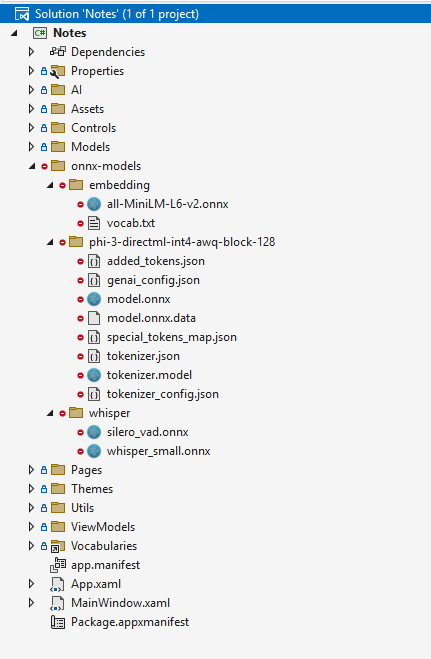 Solution 'Notes' (1 of 1 project)
C# Notes
Dependencies
Properties
AI
Assets
Controls
Models
onnx-models
embedding
all-MiniLM-L6-v2.onnx
vocab.txt
phi-3-directml-int4-awq-block-128
added_tokens.json
genai_config.json
model.onnx
model.onnx.data
special_tokens_map.json
tokenizer.json
tokenizer.model
tokenizer_config.json
whisper
silero_vad.onnx
whisper_small.onnx
Pages
Themes
Utils
ViewModels
Vocabularies
app.manifest
App.xaml
MainWindow.xaml
Package.appxmanifest